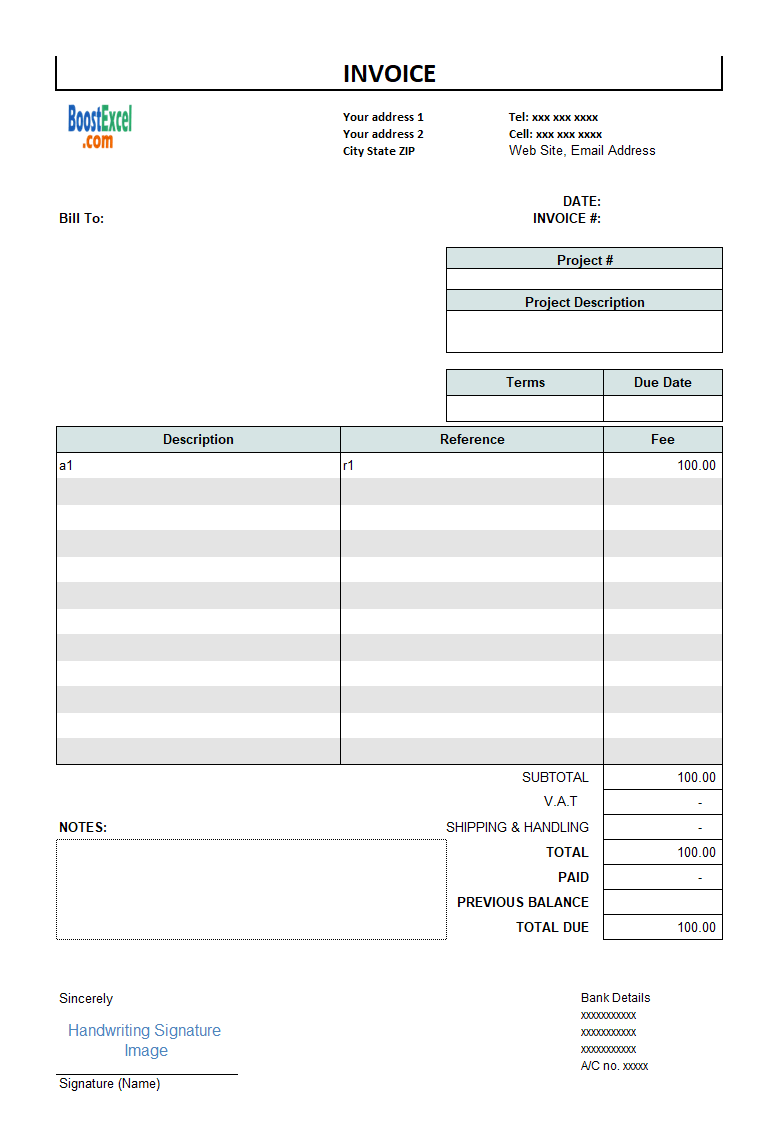 INVOICE
BoostExcel
.com
Your address 1 Tel: xxx xxx xxxx
Your address 2 Cell: xxx xxx xxxx
City State ZIP Web Site, Email Address
DATE:
Bill To: INVOICE #:
Project #
Project Description
Terms Due Date
Description Reference Fee
a1 r1 100.00
SUBTOTAL 100.00
V.A.T -
NOTES: SHIPPING & HANDLING -
TOTAL 100.00
PAID -
PREVIOUS BALANCE
TOTAL DUE 100.00
Sincerely Bank Details
xxxxxxxxxxx
Handwriting Signature xxxxxxxxxxx
Image xxxxxxxxxxx
A/C no. xxxxx
Signature (Name)